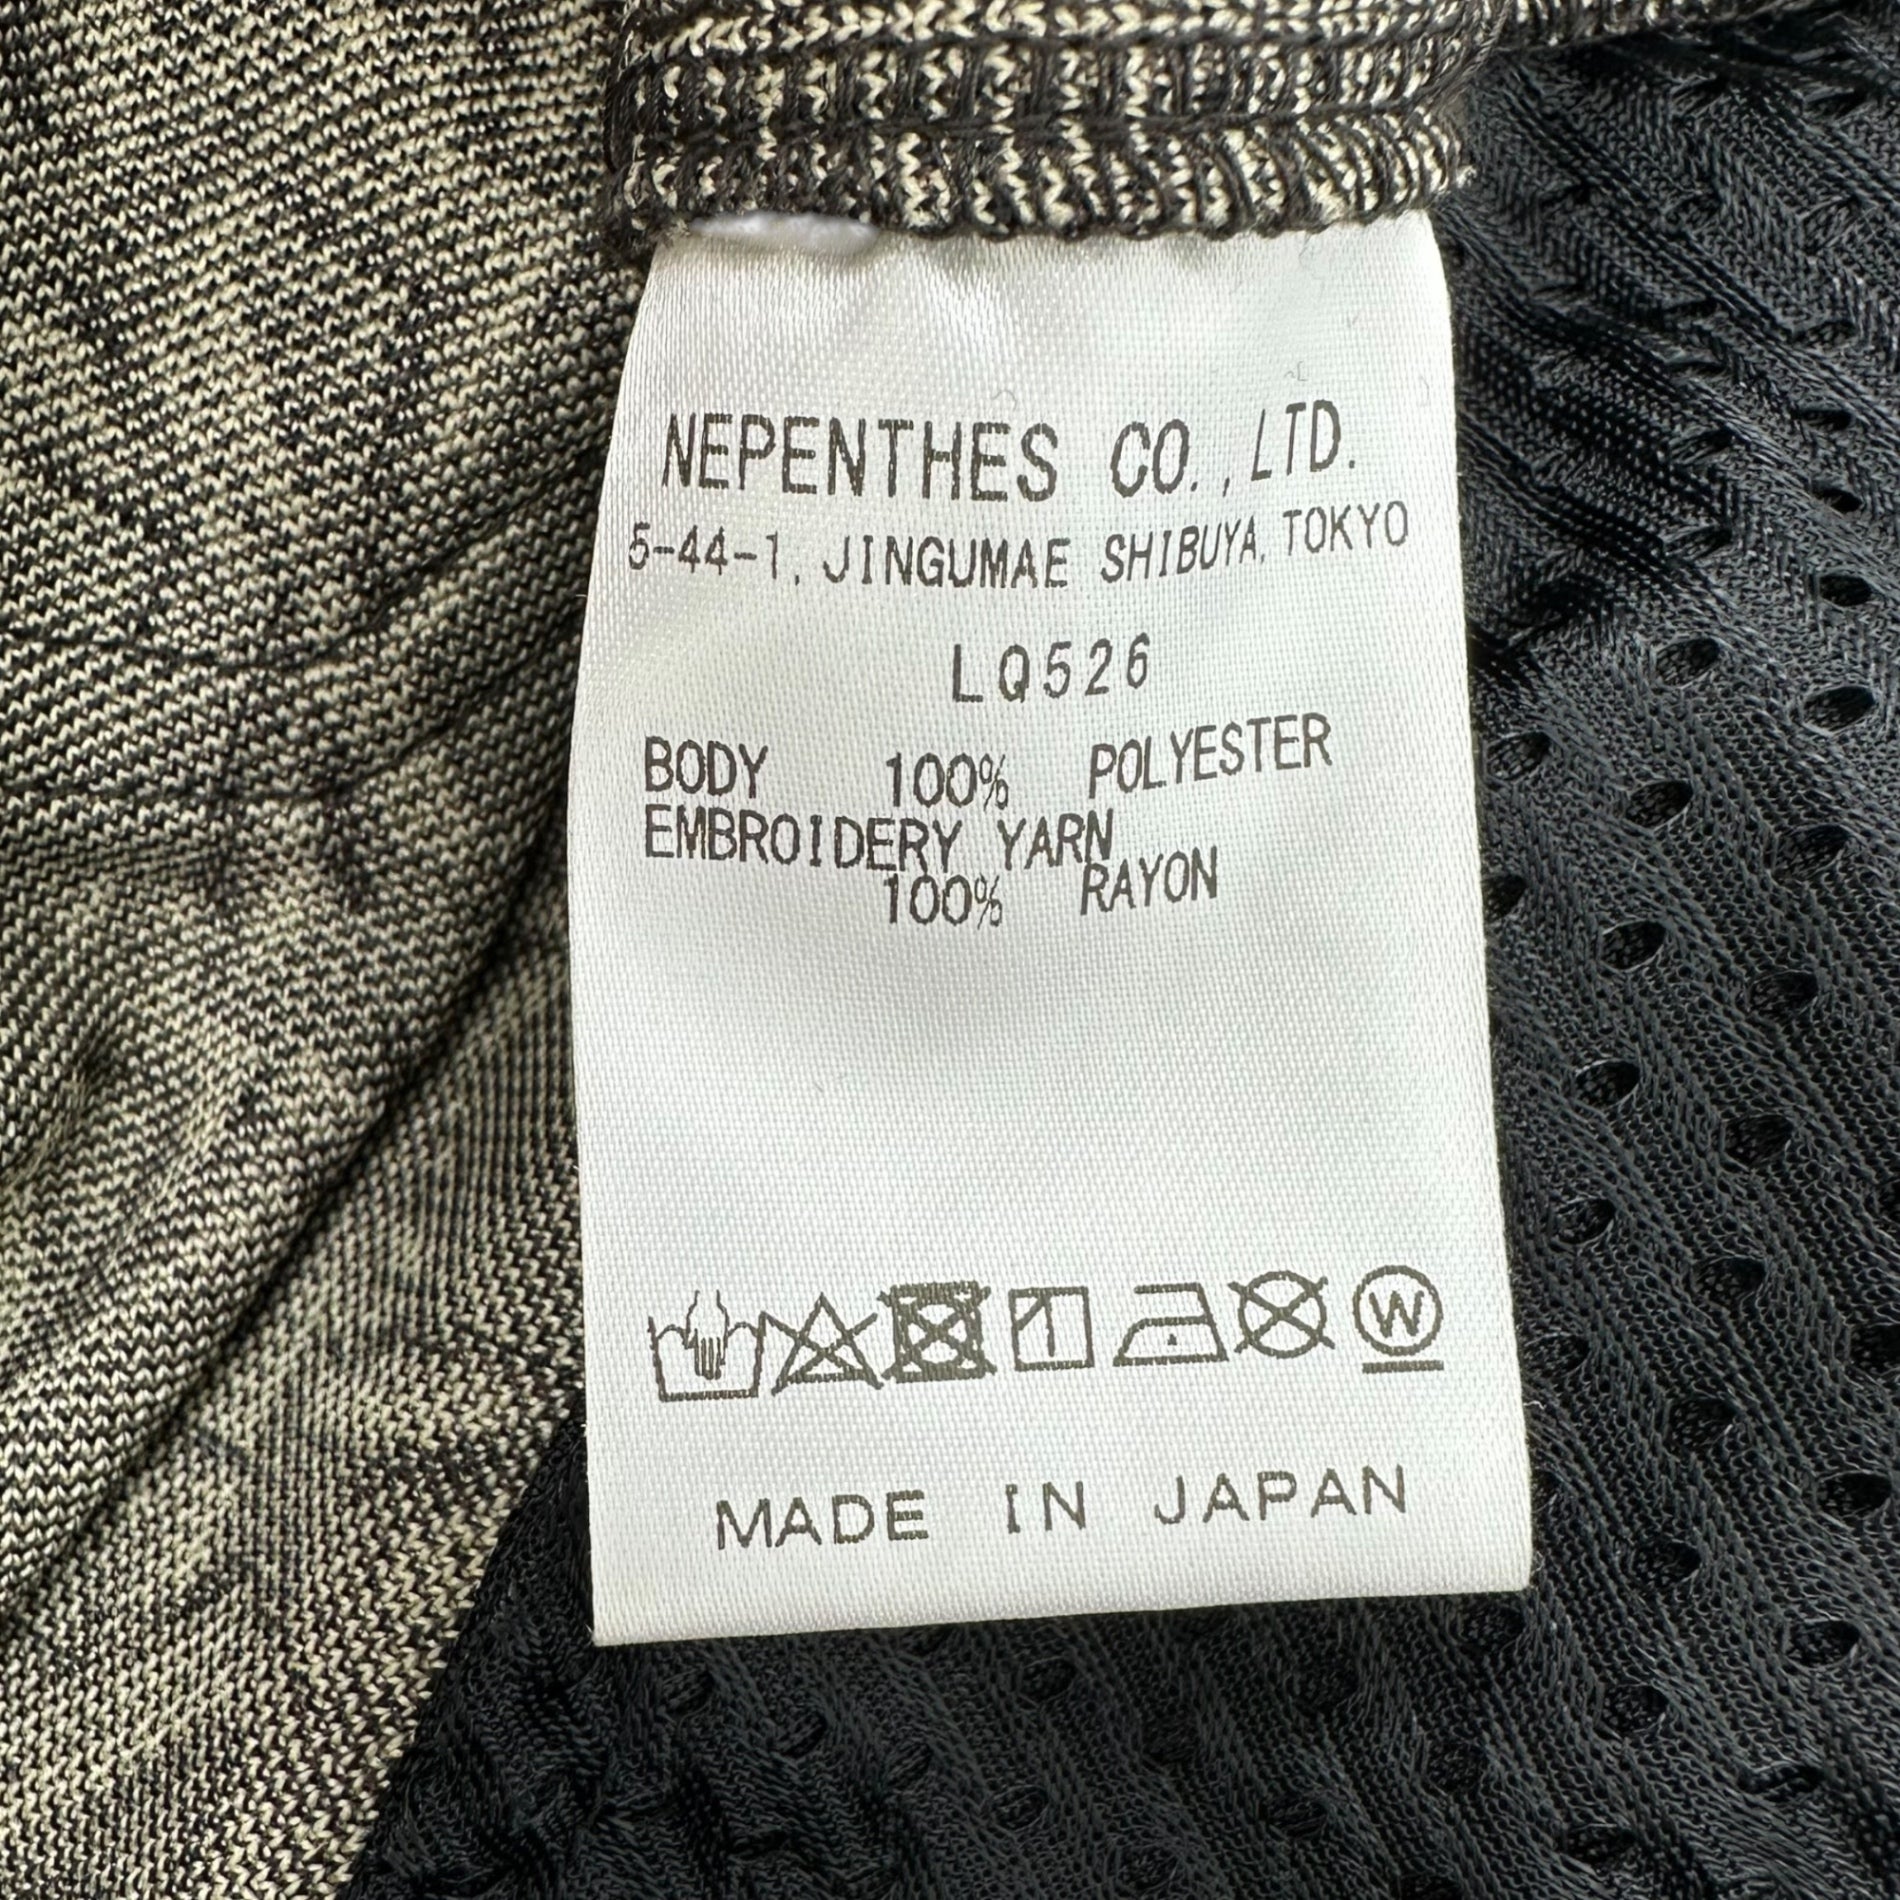 NEPENTHES CO.,LTD.
5-44-1, JINGUMAE SHIBUYA, TOKYO
LQ526
BODY 100% POLYESTER
EMBROIDERY YARN
100% RAYON
W
MADE IN JAPAN